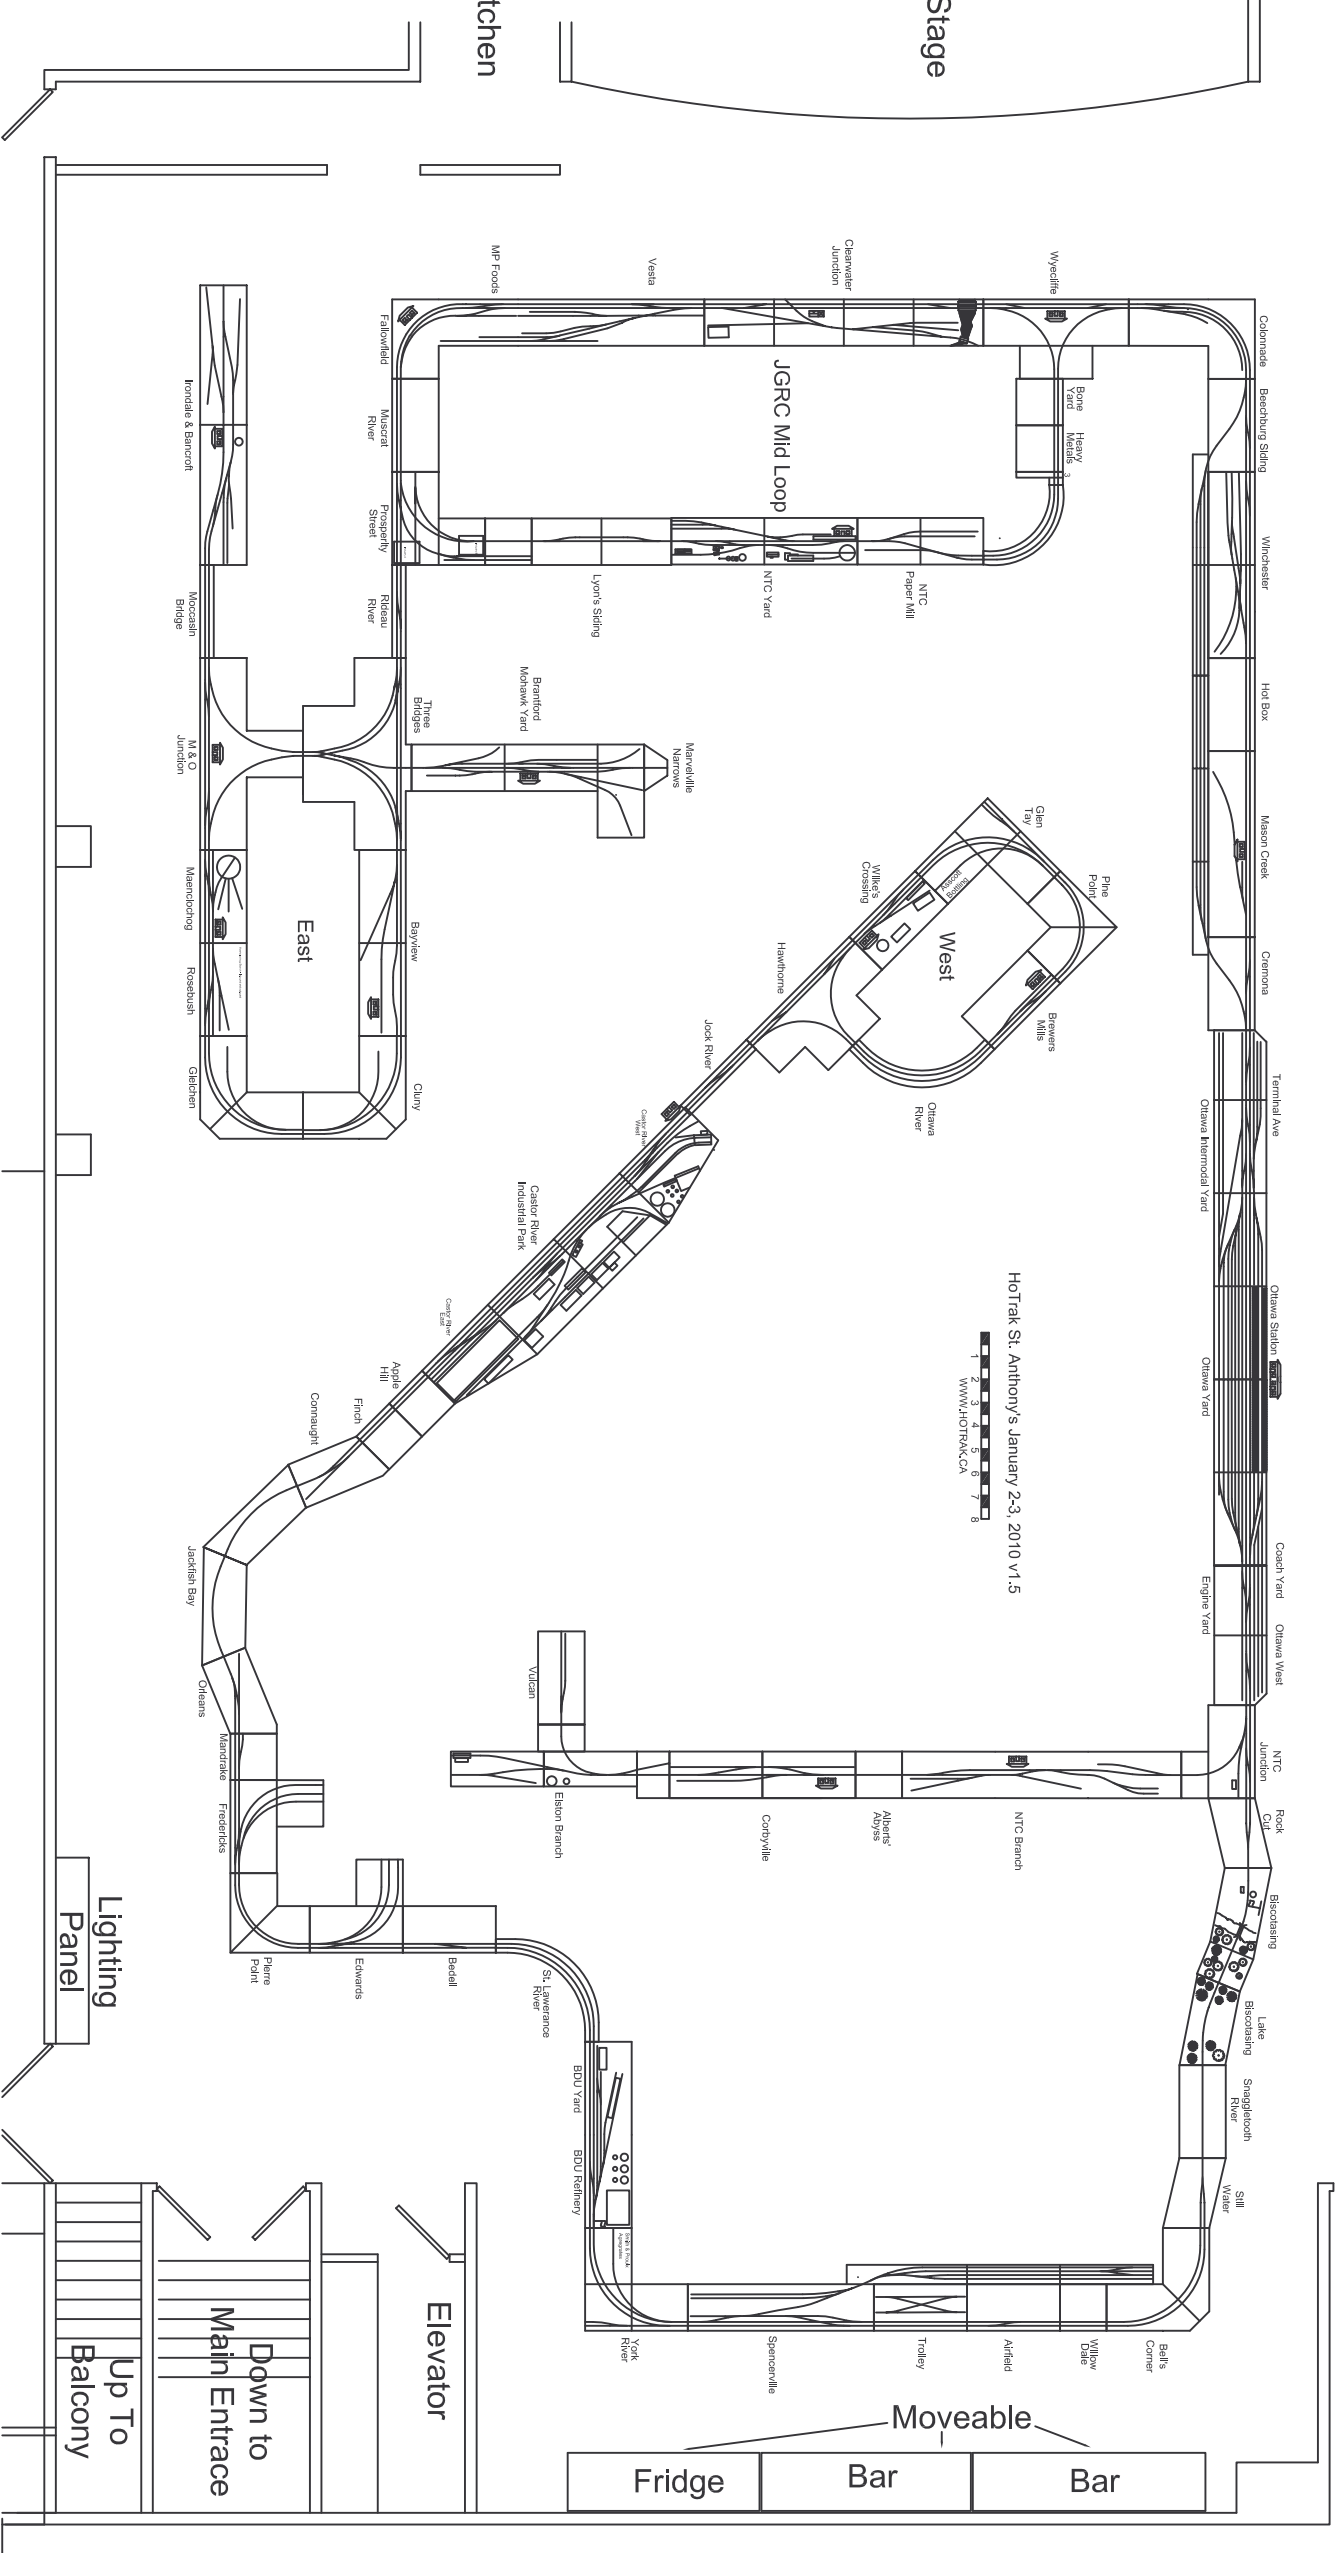 tchen
Stage
MP Foods
Vesta
Clearwater
Junction
Wyecliffe
Colonnade
Fallowfield
Irondale & Bancroft
Muscrat
River
JGRC Mid Loop
Bone
Yard
Heavy
Metals
3
Beechburg Siding
Prosperity
Street
Winchester
Moccasin
Bridge
Rideau
River
Lyon's Siding
NTC Yard
NTC
Paper Mill
Three
Bridges
Brantford
Mohawk Yard
Marvelville
Narrows
Hot Box
M & O
Junction
Glen
Tay
Mason Creek
Maenclochog
East
Bayview
Wilke's
Crossing
Asscott
Bottling
Pine
Point
West
Hawthorne
Cremona
Rosebush
Jock River
Brewers
Mills
Gleichen
Cluny
Ottawa
River
Terminal Ave
Ottawa Intermodal Yard
Castor River
West
Castor River
Industrial Park
Castor River
East
HoTrak St. Anthony's January 2-3, 2010 v1.5
1 2 3 4 5 6 7 8
WWW.HOTRAK.CA
Ottawa Station
Ottawa Yard
Apple
Hill
Finch
Connaught
Jackfish Bay
Coach Yard
Engine Yard
Ottawa West
Orleans
Vulcan
Mandrake
NTC
Junction
Fredericks
Elston Branch
Corbyville
Alberts'
Abyss
NTC Branch
Rock
Cut
Biscotasing
Lighting
Panel
Pierre
Point
Edwards
Bedell
St. Lawerance
River
Lake
Biscotasing
BDU Yard
Snaggletooth
River
BDU Refinery
Still
Water
York
River
Spencerville
Trolley
Airfield
Willow
Dale
Bell's
Corner
Elevator
Down to
Main Entrace
Up To
Balcony
Moveable
Fridge
Bar
Bar